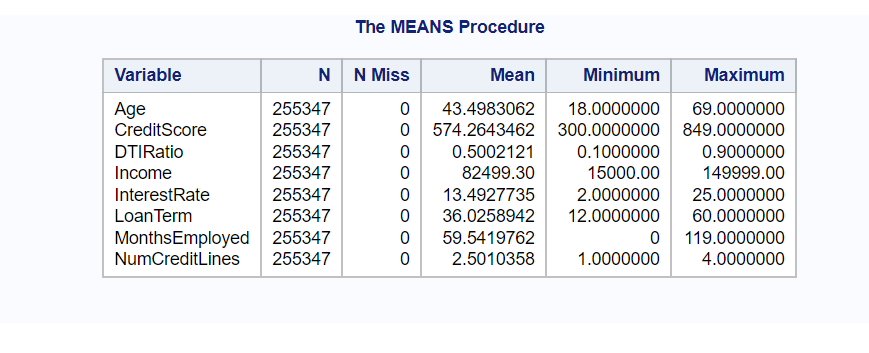 The MEANS Procedure
Variable N N Miss Mean Minimum Maximum
Age 255347 0 43.4983062 18.0000000 69.0000000
CreditScore 255347 0 574.2643462 300.0000000 849.0000000
DTIRatio 255347 0 0.5002121 0.1000000 0.9000000
Income 255347 0 82499.30 15000.00 149999.00
InterestRate 255347 0 13.4927735 2.0000000 25.0000000
LoanTerm 255347 0 36.0258942 12.0000000 60.0000000
MonthsEmployed 255347 0 59.5419762 0 119.0000000
NumCreditLines 255347 0 2.5010358 1.0000000 4.0000000